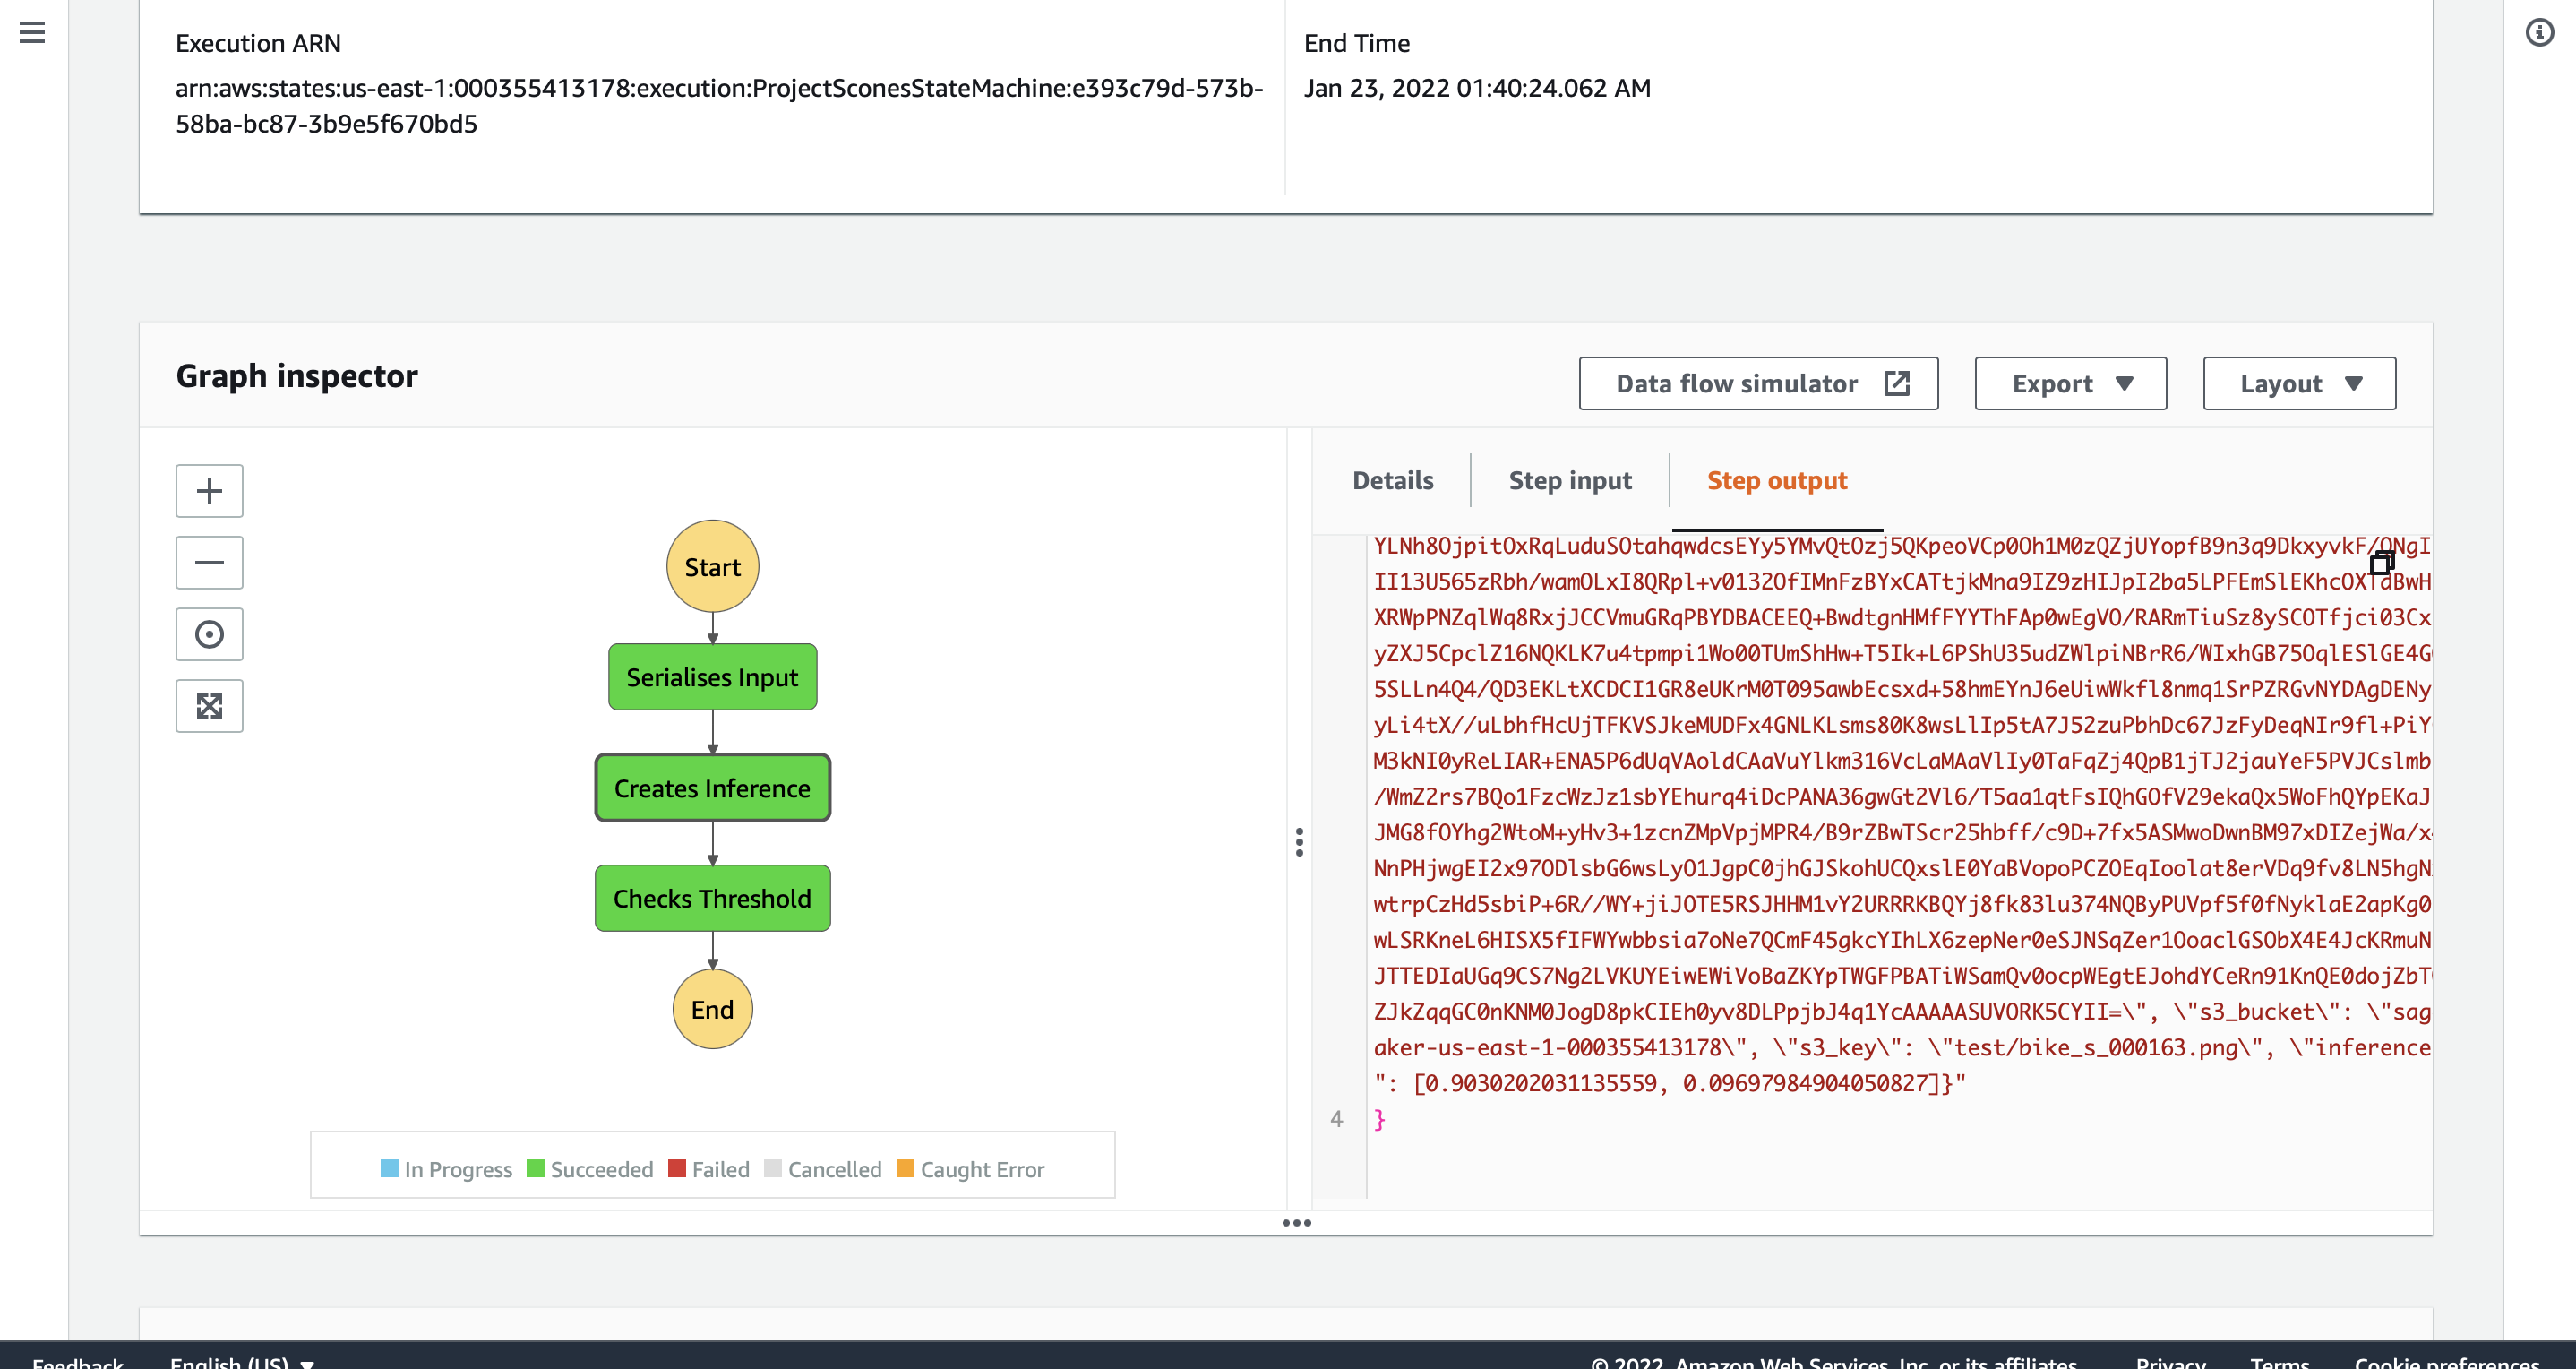 Execution ARN
arn:aws:states:us-east-1:000355413178:execution:ProjectSconesStateMachine:e393c79d-573b-
58ba-bc87-3b9e5f670bd5
End Time
Jan 23, 2022 01:40:24.062 AM
Graph inspector
Data flow simulator
Export
Layout
Start
Serialises Input
Creates Inference
Checks Threshold
End
In Progress Succeeded Failed Cancelled Caught Error
Details Step input Step output
YLNh8OjpitOxRqLuduSOtahqwdcsEYy5YMvQtOzj5QKpeoVCp0Oh1M0zQZjUYopfB9n3q9DkxyvkF/QNgI
II13U565zRbh/wamOLxI8QRpl+v0132OfIMnFzBYxCATtjkMna9IZ9zHIJpI2ba5LPFEmSlEKhcOXTdBwH
XRWpPNZqlWq8RxjJCCVmuGRqPBYDBACEEQ+BwdtgnHMfFYYThFAp0wEgVO/RARmTiuSz8ySCOTfjci03Cx
yZXJ5CpclZ16NQKLK7u4tpmpi1Wo00TUmShHw+T5Ik+L6PShU35udZWlpiNBrR6/WIxhGB75OqlESlGE4G
5SLLn4Q4/QD3EKLtXCDCI1GR8eUKrM0T095awbEcsxd+58hmEYnJ6eUiwWkfl8nmq1SrPZRGvNYDAgDENy
yLi4tX//uLbhfHcUjTFKVSJkeMUDFx4GNLKLsms80K8wsLlIp5tA7J52zuPbhDc67JzFyDeqNIr9fl+PiY
M3kNI0yReLIAR+ENA5P6dUqVAoldCAaVuYlkm316VcLaMAaVlIy0TaFqZj4QpB1jTJ2jauYeF5PVJCslmb
/WmZ2rs7BQo1FzcWzJz1sbYEhurq4iDcPANA36gwGt2Vl6/T5aa1qtFsIQhGOfV29ekaQx5WoFhQYpEKaJ
JMG8fOYhg2WtoM+yHv3+1zcnZMpVpjMPR4/B9rZBwTScr25hbff/c9D+7fx5ASMwoDwnBM97xDIZejWa/x
NnPHjwgEI2x97ODlsbG6wsLyO1JgpC0jhGJSkohUCQxslE0YaBVopoPCZOEqIoolat8erVDq9fv8LN5hgN
wtrpCzHd5sbiP+6R//WY+jiJOTE5RSJHHM1vY2URRRKBQYj8fk83lu374NQByPUVpf5f0fNyklaE2apKg0
wLSRKneL6HISX5fIFWYwbbsia7oNe7QCmF45gkcYIhLX6zepNer0eSJNSqZer1OoaclGSObX4E4JcKRmuN
JTTEDIaUGq9CS7Ng2LVKUYEiwEWiVoBaZKYpTWGFPBATiWSamQv0ocpWEgtEJohdYCeRn91KnQE0dojZbT
ZJkZqqGC0nKNM0JogD8pkCIEh0yv8DLPpjbJ4q1YcAAAAASUVORK5CYII=\", \"s3_bucket\": \"sag
aker-us-east-1-000355413178\", \"s3_key\": \"test/bike_s_000163.png\", \"inference
": [0.9030202031135559, 0.09697984904050827]}"
4 }
Feedback English (US) © 2022, Amazon Web Services, Inc. or its affiliates. Privacy Terms Cookie preferences